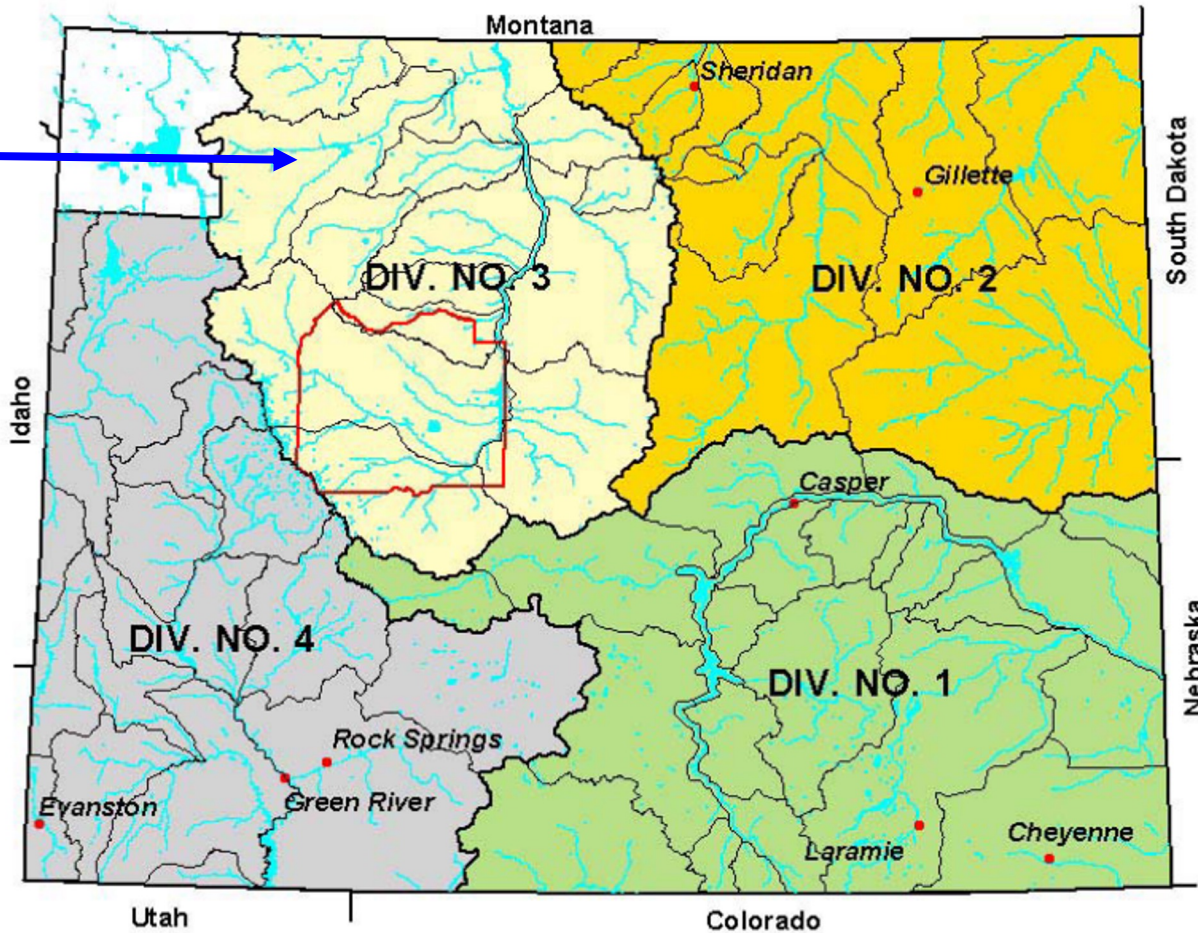 Montana
Sheridan
Gillette
South Dakota
DIV. NO. 3
DIV. NO. 2
Idaho
Casper
DIV. NO. 4
Nebraska
DIV. NO. 1
Rock Springs
Evanston
Green River
Laramie
Cheyenne
Utah
Colorado